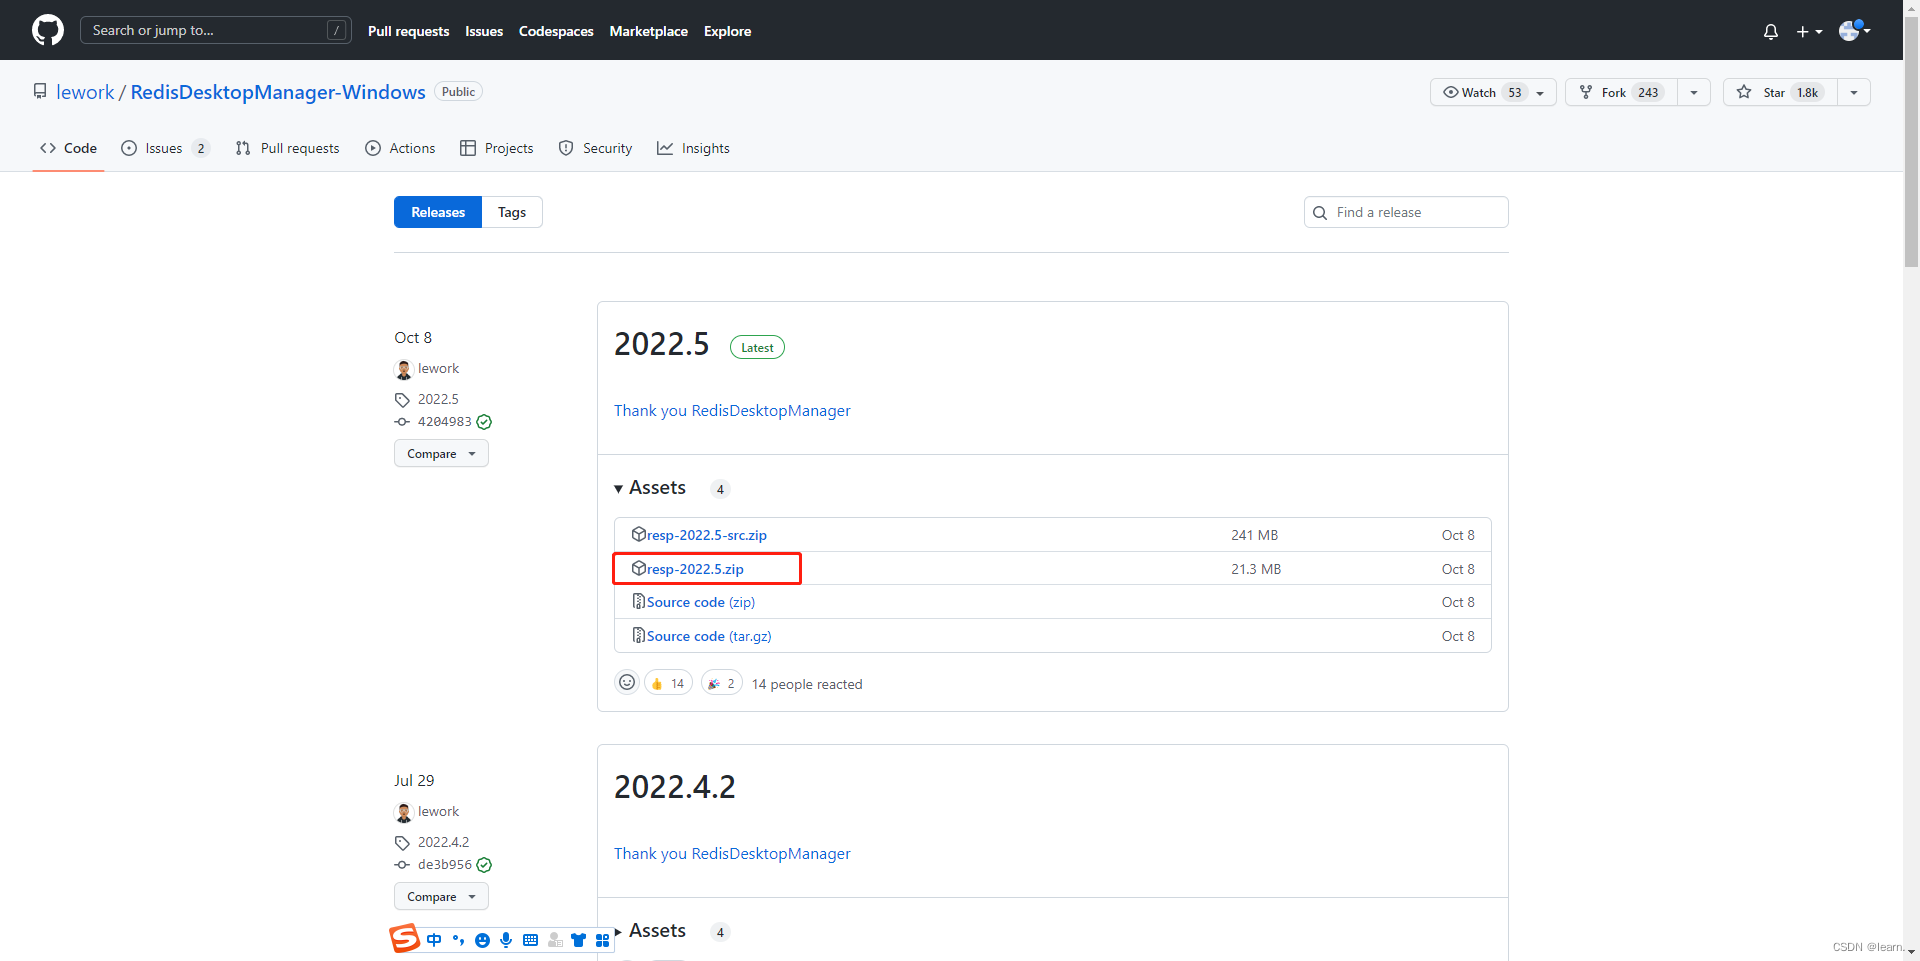 Search or jump to... /
Pull requests Issues Codespaces Marketplace Explore
lework / RedisDesktopManager-Windows Public
Watch 53 Fork 243 Star 1.8k
Code Issues 2 Pull requests Actions Projects Security Insights
Releases Tags
Find a release
Oct 8
lework
2022.5
4204983
Compare
2022.5 Latest
Thank you RedisDesktopManager
Assets 4
resp-2022.5-src.zip 241 MB Oct 8
resp-2022.5.zip 21.3 MB Oct 8
Source code (zip) Oct 8
Source code (tar.gz) Oct 8
14 2 14 people reacted
Jul 29
lework
2022.4.2
de3b956
Compare
2022.4.2
Thank you RedisDesktopManager
Assets 4
S 中
CSDN @learn.